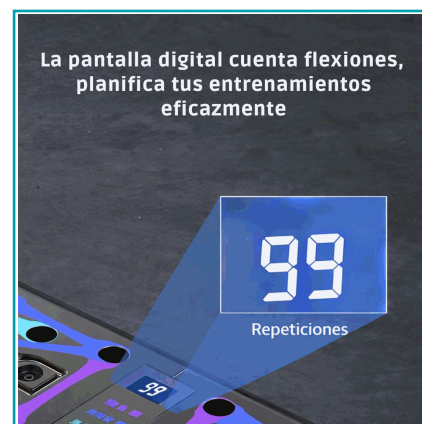 La pantalla digital cuenta flexiones,
planifica tus entrenamientos
eficazmente
99
Repeticiones
99